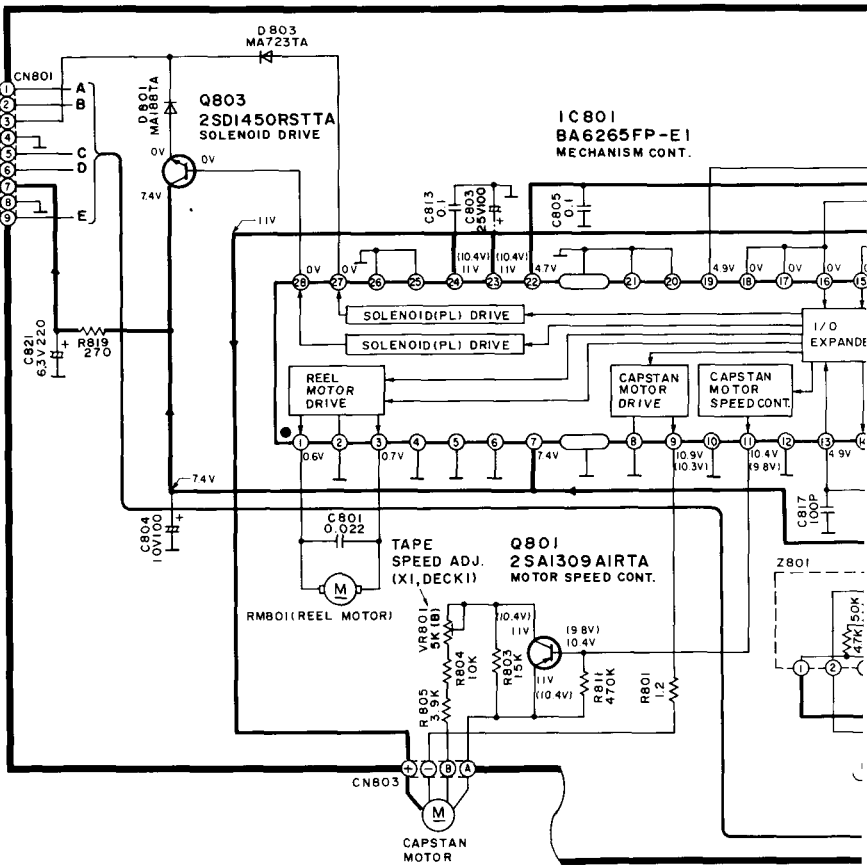 D803
MA723TA
CN801
1
A
2
B
3
4
5
C
6
D
7
8
9
E
D801
MA188TA
Q803
2SD1450RSTTA
SOLENOID DRIVE
0V
0V
7.4V
IC801
BA6265FP-E1
MECHANISM CONT.
C813
0.1
C803
25V100
+
C805
0.1
11V
0V
0V
(10.4V)
11V
(10.4V)
11V
4.7V
4.9V
0V
0V
0V
28
27
26
25
24
23
22
21
20
19
18
17
16
15
SOLENOID(PL) DRIVE
SOLENOID(PL) DRIVE
I/O
EXPANDE
REEL
MOTOR
DRIVE
CAPSTAN
MOTOR
DRIVE
CAPSTAN
MOTOR
SPEED CONT.
C821
6.3V220
+
R819
270
1
2
3
4
5
6
7
8
9
10
11
12
13
14
0.6V
0.7V
7.4V
10.9V
(10.3V)
10.4V
(9.8V)
4.9V
7.4V
C804
10V100
+
C801
0.022
M
RM801(REEL MOTOR)
C817
100P
TAPE
SPEED ADJ.
(X1,DECK1)
Q801
2SA1309AIRTA
MOTOR SPEED CONT.
Z801
50K
47K
1
2
VR801
5K(B)
R804
10K
R805
3.9K
R803
15K
(10.4V)
11V
(9.8V)
10.4V
11V
(10.4V)
R811
470K
R801
1.2
CN803
+
−
B
A
M
CAPSTAN
MOTOR